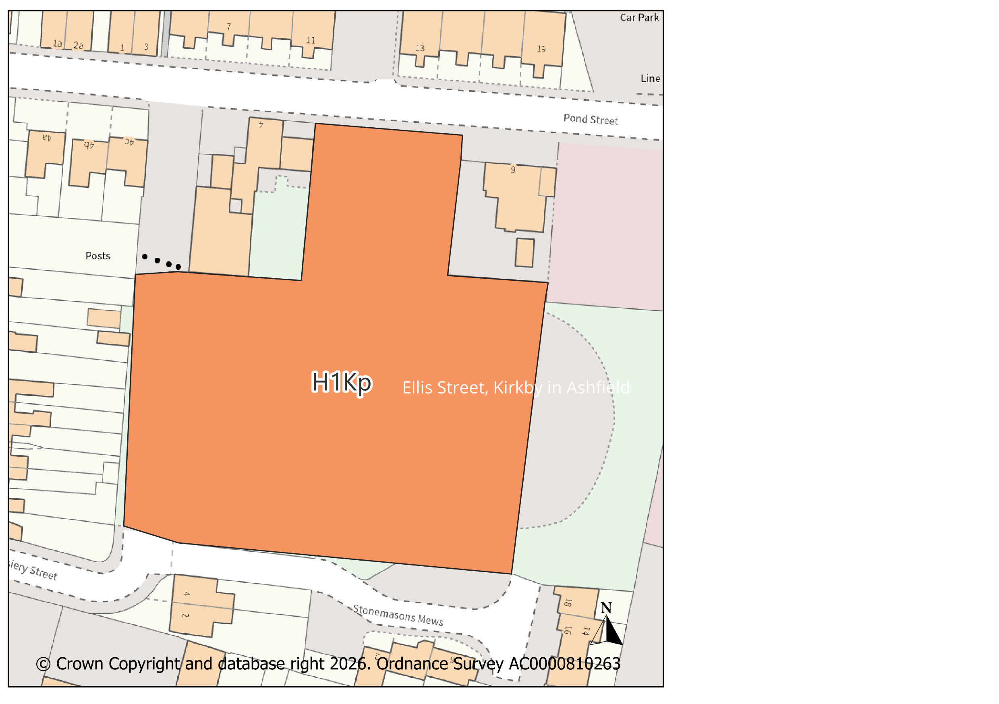 Car Park
7
1a
2a
1
3
11
13
19
Line
Pond Street
4
4a
4b
4c
9
Posts
H1Kp
Ellis Street, Kirkby in Ashfield
siery Street
4
2
Stonemasons Mews
18
16
14
N
2
© Crown Copyright and database right 2026. Ordnance Survey AC0000810263